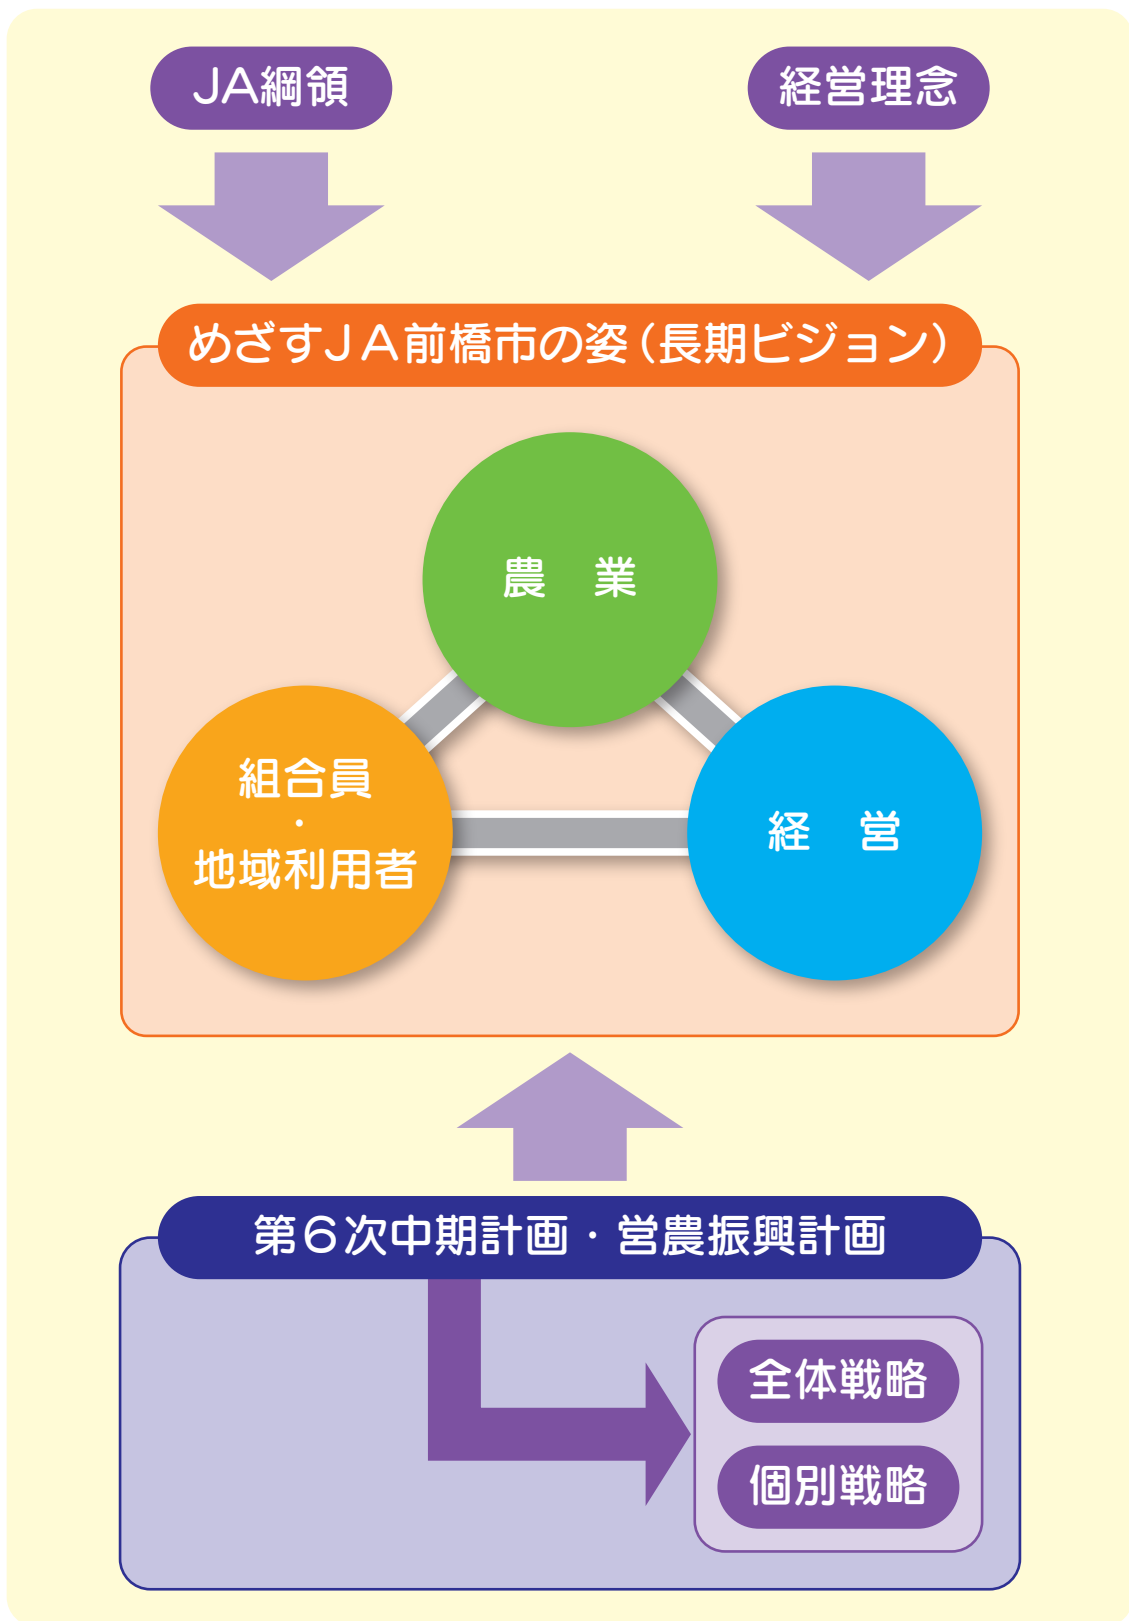 JA綱領
経営理念
めざすJA前橋市の姿(長期ビジョン)
農　業
組合員
・
地域利用者
経　営
第6次中期計画・営農振興計画
全体戦略
個別戦略